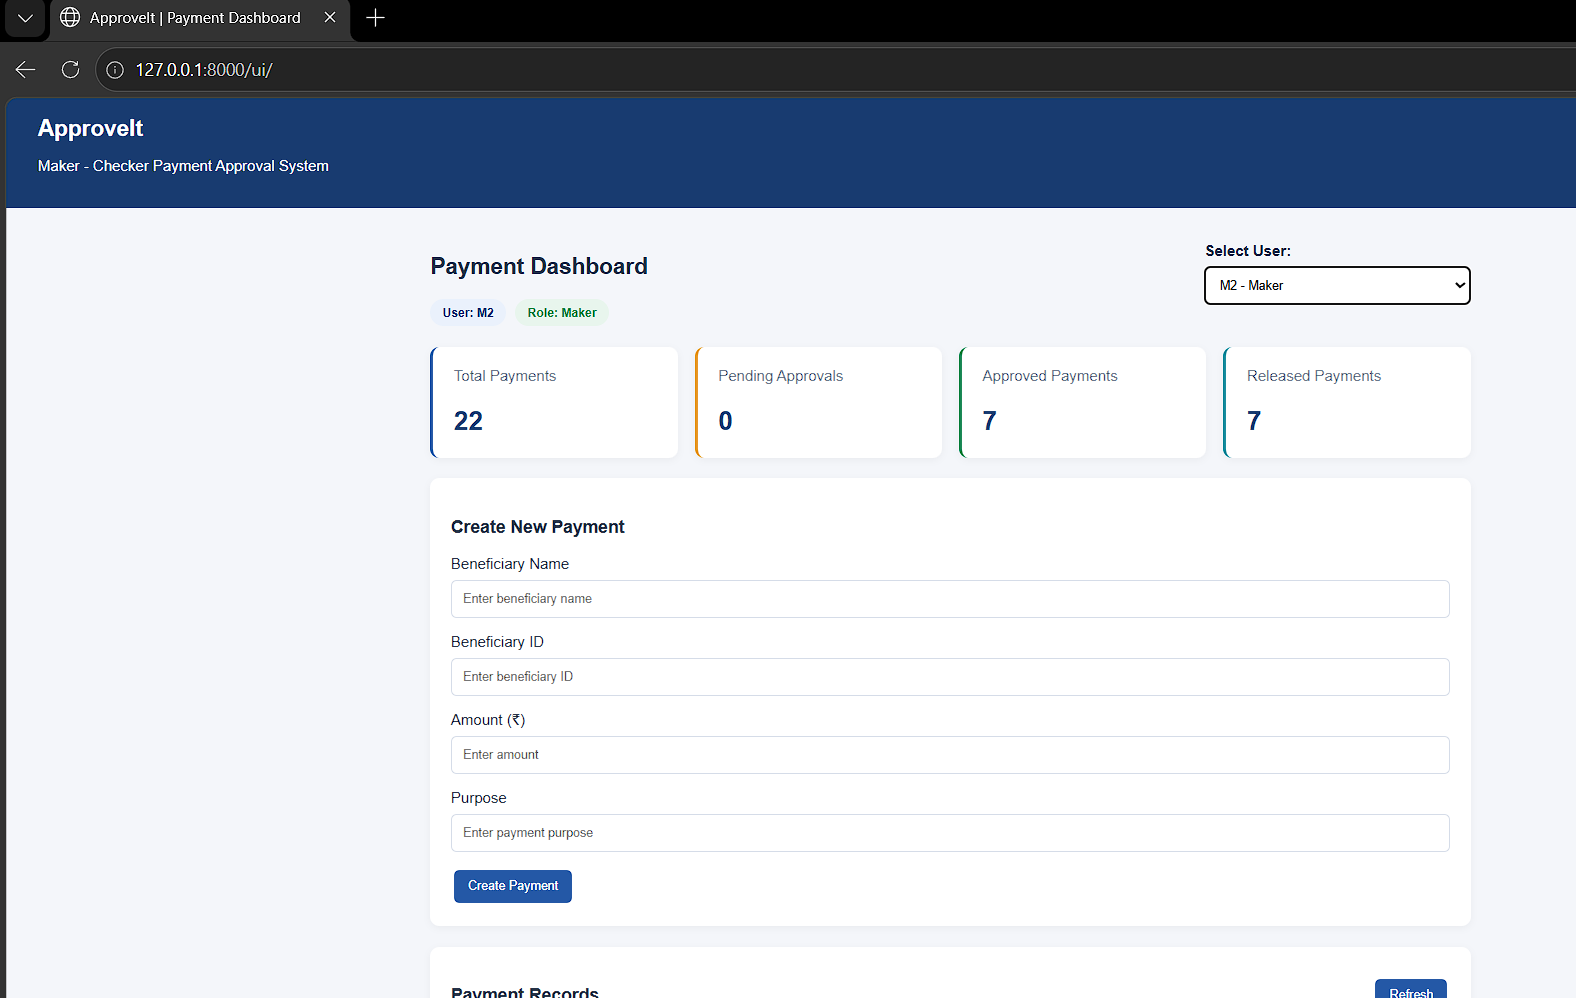 ApproveIt | Payment Dashboard
127.0.0.1:8000/ui/
ApproveIt
Maker - Checker Payment Approval System
Payment Dashboard
Select User:
M2 - Maker
User: M2 Role: Maker
Total Payments
22
Pending Approvals
0
Approved Payments
7
Released Payments
7
Create New Payment
Beneficiary Name
Enter beneficiary name
Beneficiary ID
Enter beneficiary ID
Amount (₹)
Enter amount
Purpose
Enter payment purpose
Create Payment
Payment Records
Refresh